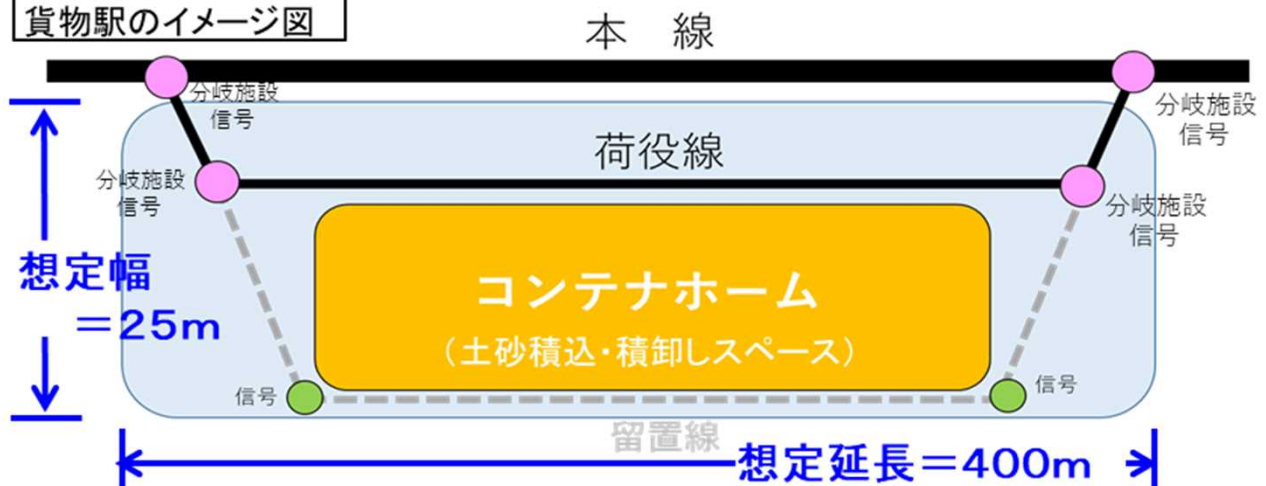 貨物駅のイメージ図
本　線
分岐施設
信号
分岐施設
信号
荷役線
分岐施設
信号
分岐施設
信号
想定幅
＝25m
コンテナホーム
（土砂積込・積卸しスペース）
信号
信号
留置線
想定延長＝400m